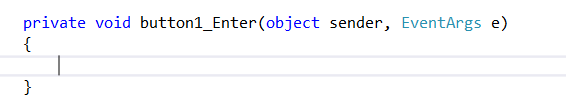 private void button1_Enter(object sender, EventArgs e)
{
}